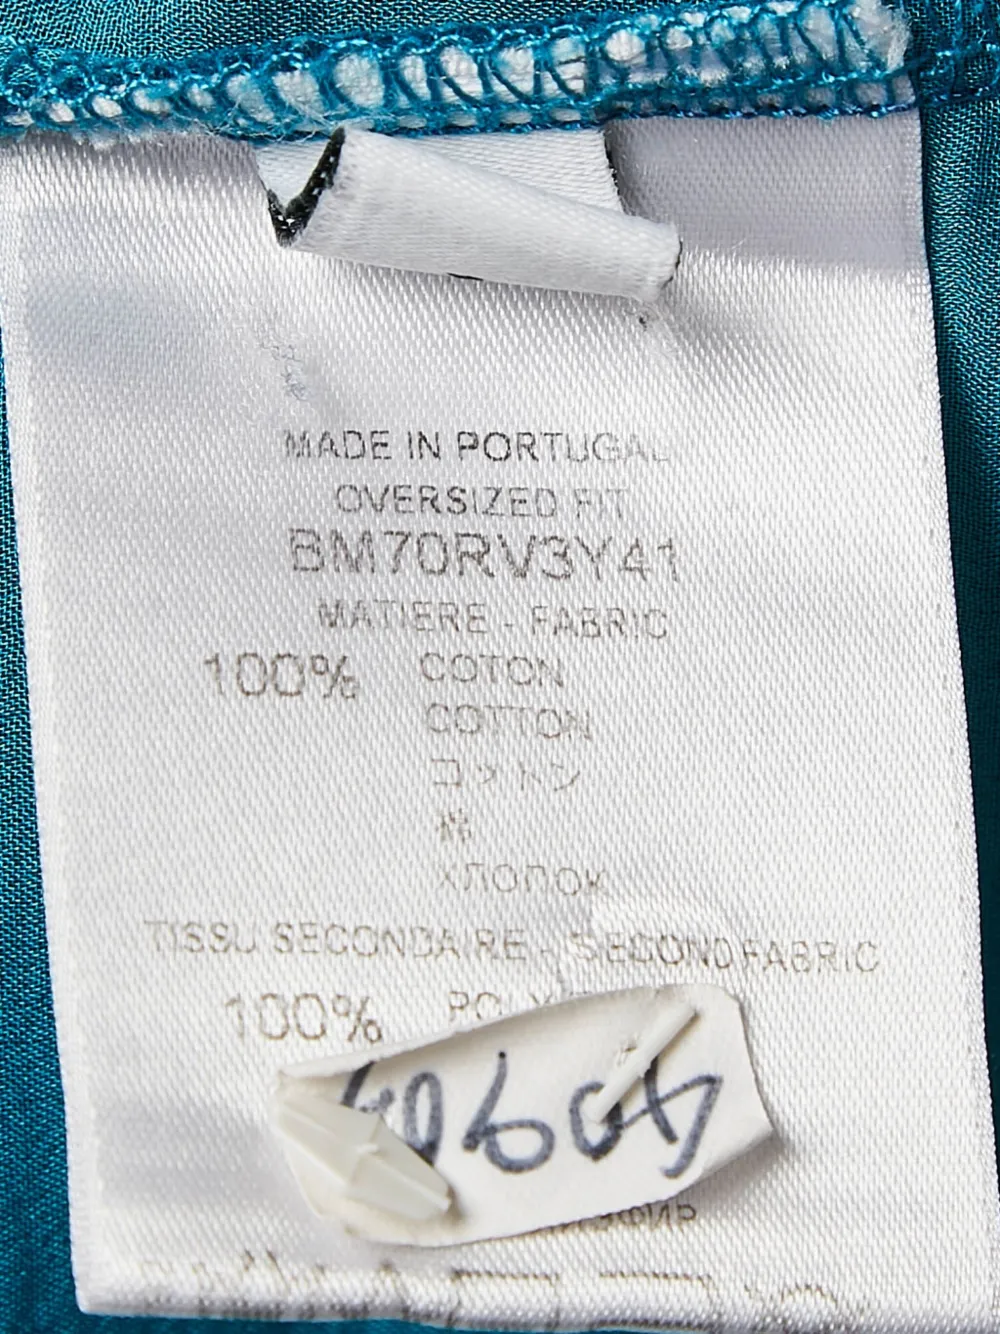 MADE IN PORTUGAL
OVERSIZED FIT
BM70RV3Y41
MATIERE - FABRIC
100% COTON
COTTON
コットン
棉
ХЛОПОК
TISSU SECONDAIRE - SECOND FABRIC
100%